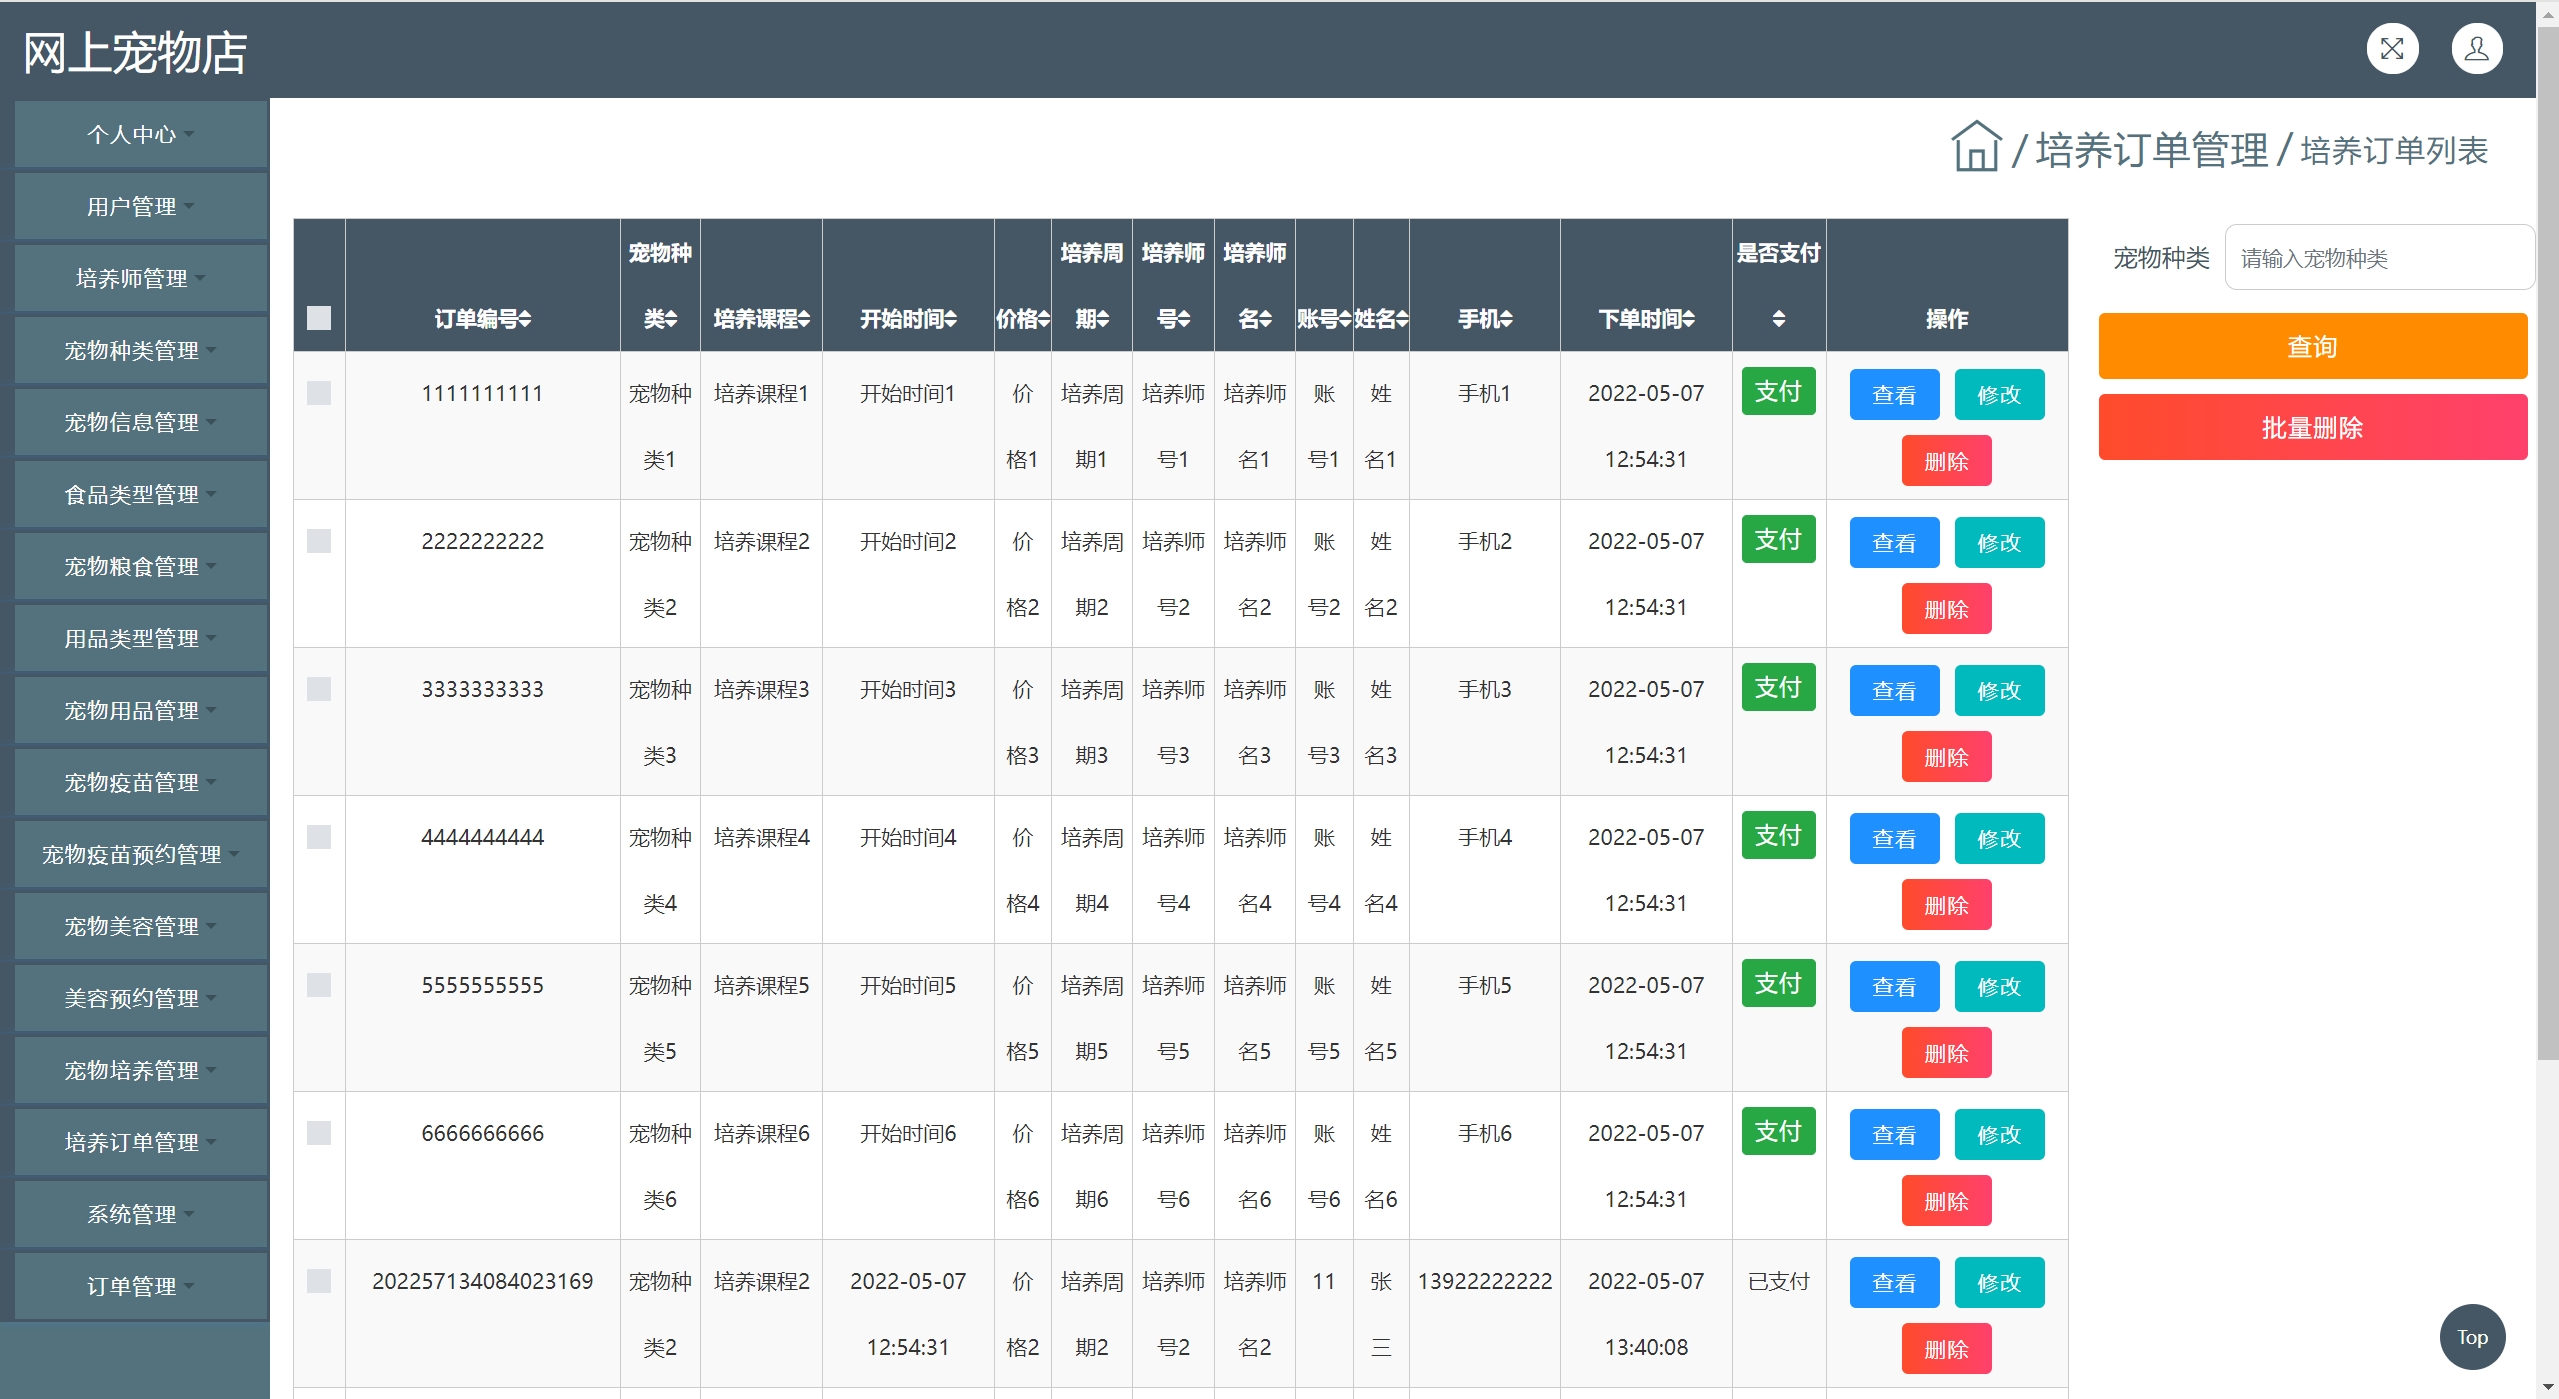 网上宠物店
个人中心
用户管理
培养师管理
宠物种类管理
宠物信息管理
食品类型管理
宠物粮食管理
用品类型管理
宠物用品管理
宠物疫苗管理
宠物疫苗预约管理
宠物美容管理
美容预约管理
宠物培养管理
培养订单管理
系统管理
订单管理
/ 培养订单管理 / 培养订单列表
宠物种 培养周 培养师 培养师 是否支付
订单编号 类 培养课程 开始时间 价格 期 号 名 账号 姓名 手机 下单时间 操作
1111111111 宠物种 培养课程1 开始时间1 价 培养周 培养师 培养师 账 姓 手机1 2022-05-07 支付 查看 修改
类1 格1 期1 号1 名1 号1 名1 12:54:31 删除
2222222222 宠物种 培养课程2 开始时间2 价 培养周 培养师 培养师 账 姓 手机2 2022-05-07 支付 查看 修改
类2 格2 期2 号2 名2 号2 名2 12:54:31 删除
3333333333 宠物种 培养课程3 开始时间3 价 培养周 培养师 培养师 账 姓 手机3 2022-05-07 支付 查看 修改
类3 格3 期3 号3 名3 号3 名3 12:54:31 删除
4444444444 宠物种 培养课程4 开始时间4 价 培养周 培养师 培养师 账 姓 手机4 2022-05-07 支付 查看 修改
类4 格4 期4 号4 名4 号4 名4 12:54:31 删除
5555555555 宠物种 培养课程5 开始时间5 价 培养周 培养师 培养师 账 姓 手机5 2022-05-07 支付 查看 修改
类5 格5 期5 号5 名5 号5 名5 12:54:31 删除
6666666666 宠物种 培养课程6 开始时间6 价 培养周 培养师 培养师 账 姓 手机6 2022-05-07 支付 查看 修改
类6 格6 期6 号6 名6 号6 名6 12:54:31 删除
202257134084023169 宠物种 培养课程2 2022-05-07 价 培养周 培养师 培养师 11 张 13922222222 2022-05-07 已支付 查看 修改
类2 12:54:31 格2 期2 号2 名2 三 13:40:08 删除
宠物种类 请输入宠物种类
查询
批量删除
Top